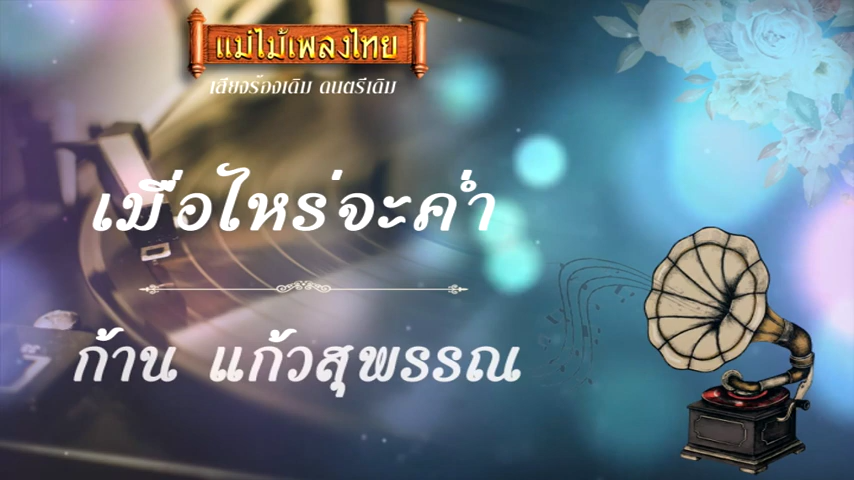 แม่ไม้เพลงไทย
เสียงร้องเดิม ดนตรีเดิม
เมื่อไหร่จะค่ำ
ก้าน แก้วสุพรรณ